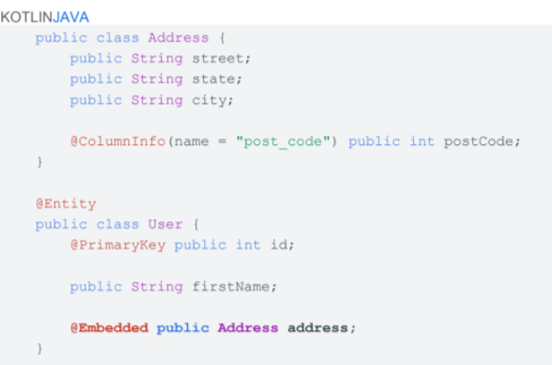 KOTLINJAVA
public class Address {
public String street;
public String state;
public String city;
@ColumnInfo(name = "post_code") public int postCode;
}
@Entity
public class User {
@PrimaryKey public int id;
public String firstName;
@Embedded public Address address;
}